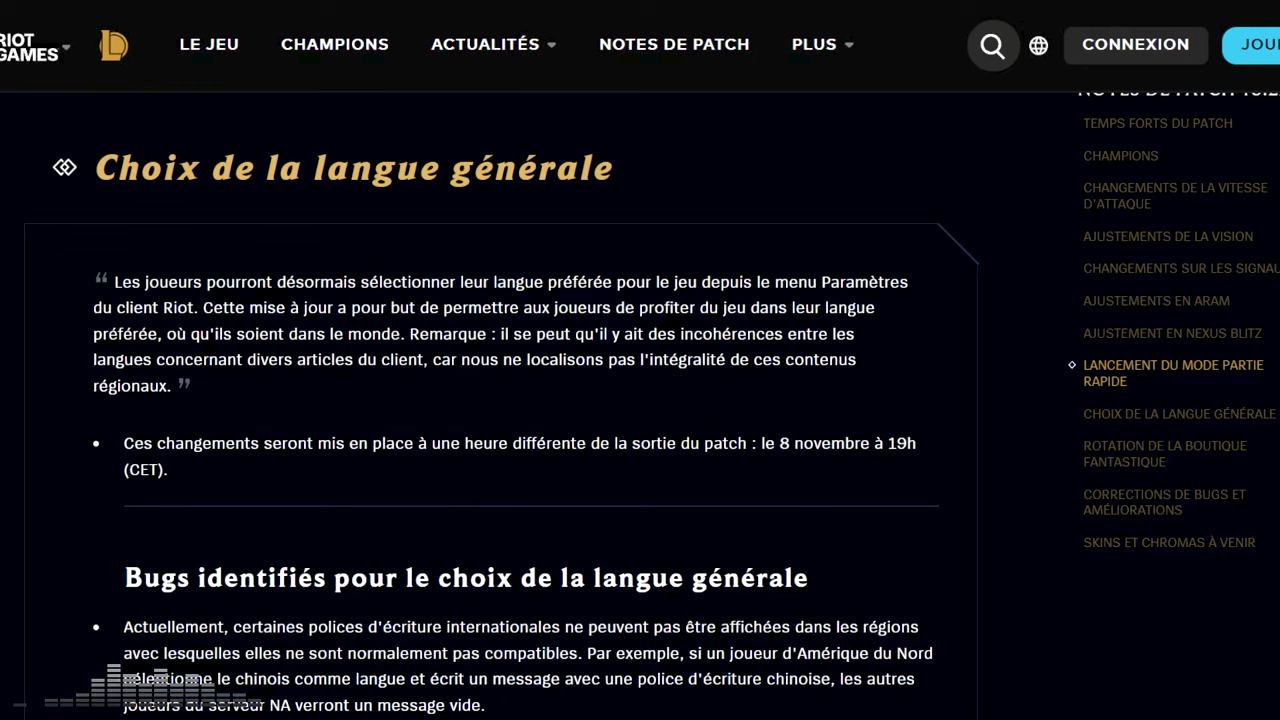 RIOT
GAMES
LE JEU
CHAMPIONS
ACTUALITÉS
NOTES DE PATCH
PLUS
CONNEXION
JOUE
NOTES DE PATCH
TEMPS FORTS DU PATCH
CHAMPIONS
CHANGEMENTS DE LA VITESSE
D'ATTAQUE
AJUSTEMENTS DE LA VISION
CHANGEMENTS SUR LES SIGNAU
AJUSTEMENTS EN ARAM
AJUSTEMENT EN NEXUS BLITZ
LANCEMENT DU MODE PARTIE
RAPIDE
CHOIX DE LA LANGUE GÉNÉRALE
ROTATION DE LA BOUTIQUE
FANTASTIQUE
CORRECTIONS DE BUGS ET
AMÉLIORATIONS
SKINS ET CHROMAS À VENIR
Choix de la langue générale
“ Les joueurs pourront désormais sélectionner leur langue préférée pour le jeu depuis le menu Paramètres
du client Riot. Cette mise à jour a pour but de permettre aux joueurs de profiter du jeu dans leur langue
préférée, où qu'ils soient dans le monde. Remarque : il se peut qu'il y ait des incohérences entre les
langues concernant divers articles du client, car nous ne localisons pas l'intégralité de ces contenus
régionaux. ”
• Ces changements seront mis en place à une heure différente de la sortie du patch : le 8 novembre à 19h
(CET).
Bugs identifiés pour le choix de la langue générale
• Actuellement, certaines polices d'écriture internationales ne peuvent pas être affichées dans les régions
avec lesquelles elles ne sont normalement pas compatibles. Par exemple, si un joueur d'Amérique du Nord
sélectionne le chinois comme langue et écrit un message avec une police d'écriture chinoise, les autres
joueurs du serveur NA verront un message vide.